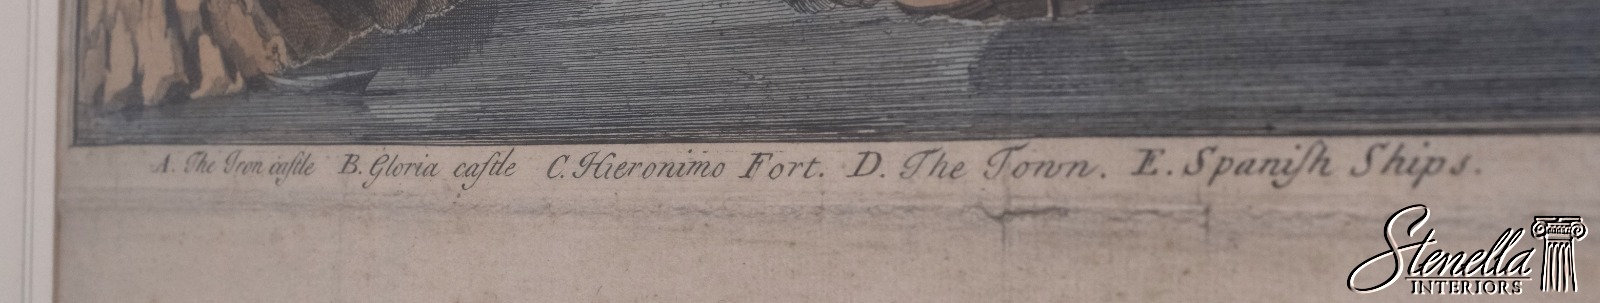 A. The Iron caſtle B. Gloria caſtle C. Hieronimo Fort. D. The Town. E. Spaniſh Ships.
Stenella
INTERIORS